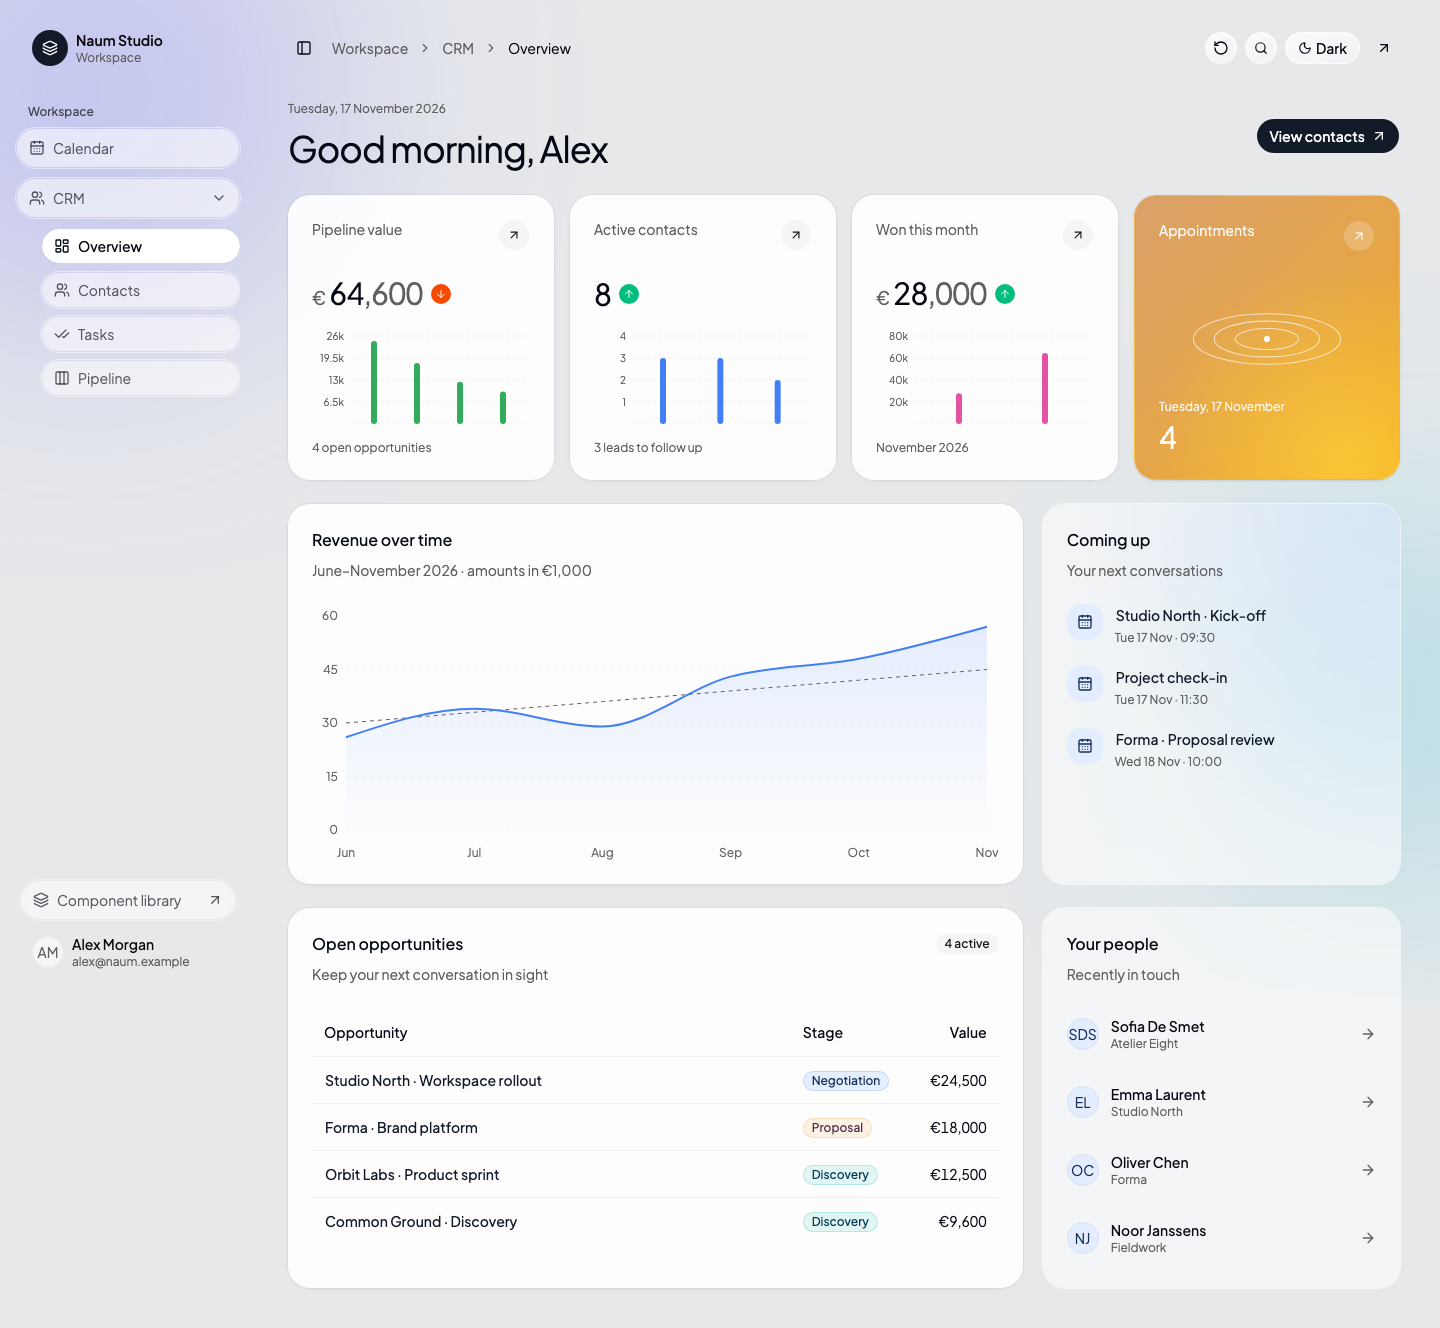 Naum Studio
Workspace
Workspace
Calendar
CRM
Overview
Contacts
Tasks
Pipeline
Component library
AM
Alex Morgan
alex@naum.example
Workspace > CRM > Overview
Dark
Tuesday, 17 November 2026
Good morning, Alex
View contacts
Pipeline value
€ 64,600
26k
19.5k
13k
6.5k
4 open opportunities
Active contacts
8
4
3
2
1
3 leads to follow up
Won this month
€ 28,000
80k
60k
40k
20k
November 2026
Appointments
Tuesday, 17 November
4
Revenue over time
June–November 2026 · amounts in €1,000
60
45
30
15
0
Jun Jul Aug Sep Oct Nov
Coming up
Your next conversations
Studio North · Kick-off
Tue 17 Nov · 09:30
Project check-in
Tue 17 Nov · 11:30
Forma · Proposal review
Wed 18 Nov · 10:00
Open opportunities
4 active
Keep your next conversation in sight
Opportunity Stage Value
Studio North · Workspace rollout Negotiation €24,500
Forma · Brand platform Proposal €18,000
Orbit Labs · Product sprint Discovery €12,500
Common Ground · Discovery Discovery €9,600
Your people
Recently in touch
SDS
Sofia De Smet
Atelier Eight
EL
Emma Laurent
Studio North
OC
Oliver Chen
Forma
NJ
Noor Janssens
Fieldwork